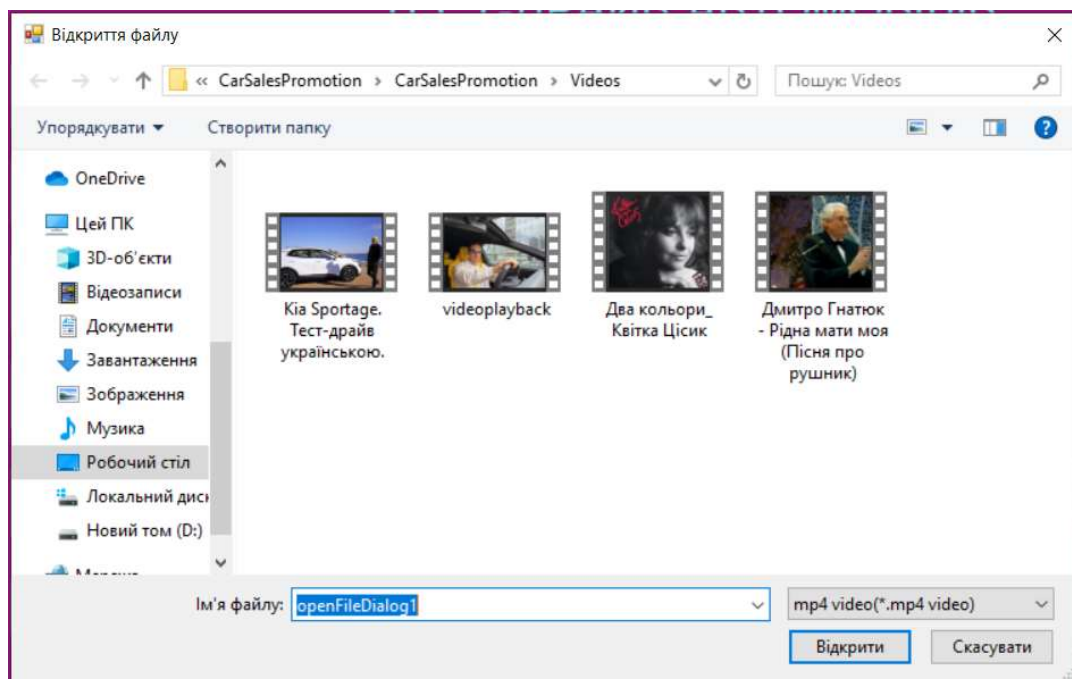 Відкриття файлу
« CarSalesPromotion › CarSalesPromotion › Videos
Пошук: Videos
Упорядкувати
Створити папку
OneDrive
Цей ПК
3D-об'єкти
Відеозаписи
Документи
Завантаження
Зображення
Музика
Робочий стіл
Локальний диск
Новий том (D:)
Kia Sportage.
Тест-драйв
українською.
videoplayback
Два кольори_
Квітка Цісик
Дмитро Гнатюк
- Рідна мати моя
(Пісня про
рушник)
Ім'я файлу:
openFileDialog1
mp4 video(*.mp4 video)
Відкрити
Скасувати